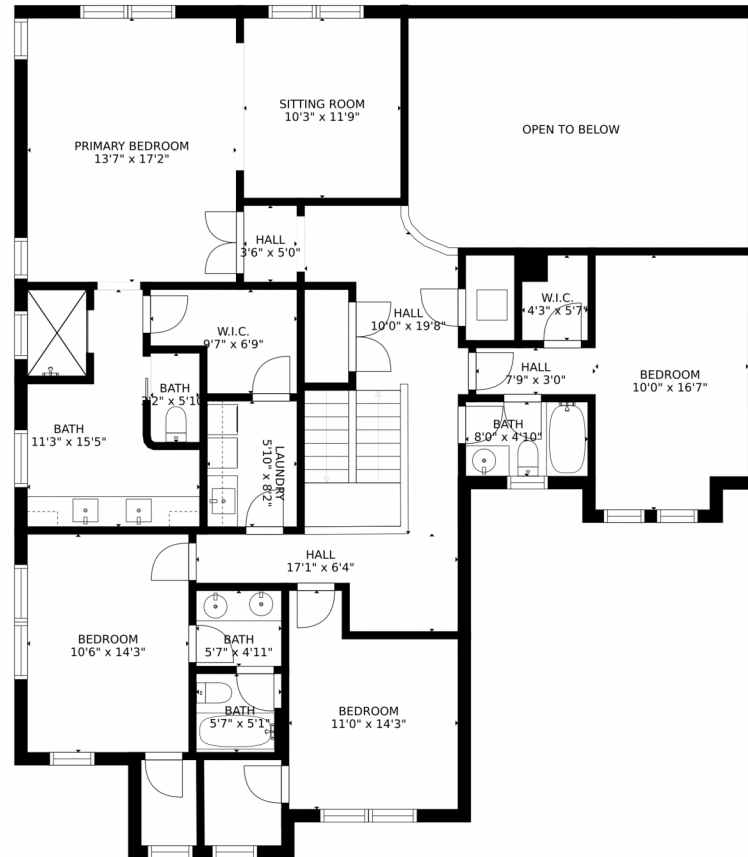 SITTING ROOM
10'3" x 11'9"
OPEN TO BELOW
PRIMARY BEDROOM
13'7" x 17'2"
HALL
3'6" x 5'0"
W.I.C.
4'3" x 5'7"
HALL
10'0" x 19'8"
W.I.C.
9'7" x 6'9"
HALL
7'9" x 3'0"
BEDROOM
10'0" x 16'7"
BATH
5'10"
BATH
11'3" x 15'5"
BATH
8'0" x 4'10"
LAUNDRY
5'10" x 8'2"
HALL
17'1" x 6'4"
BEDROOM
10'6" x 14'3"
BATH
5'7" x 4'11"
BATH
5'7" x 5'1"
BEDROOM
11'0" x 14'3"